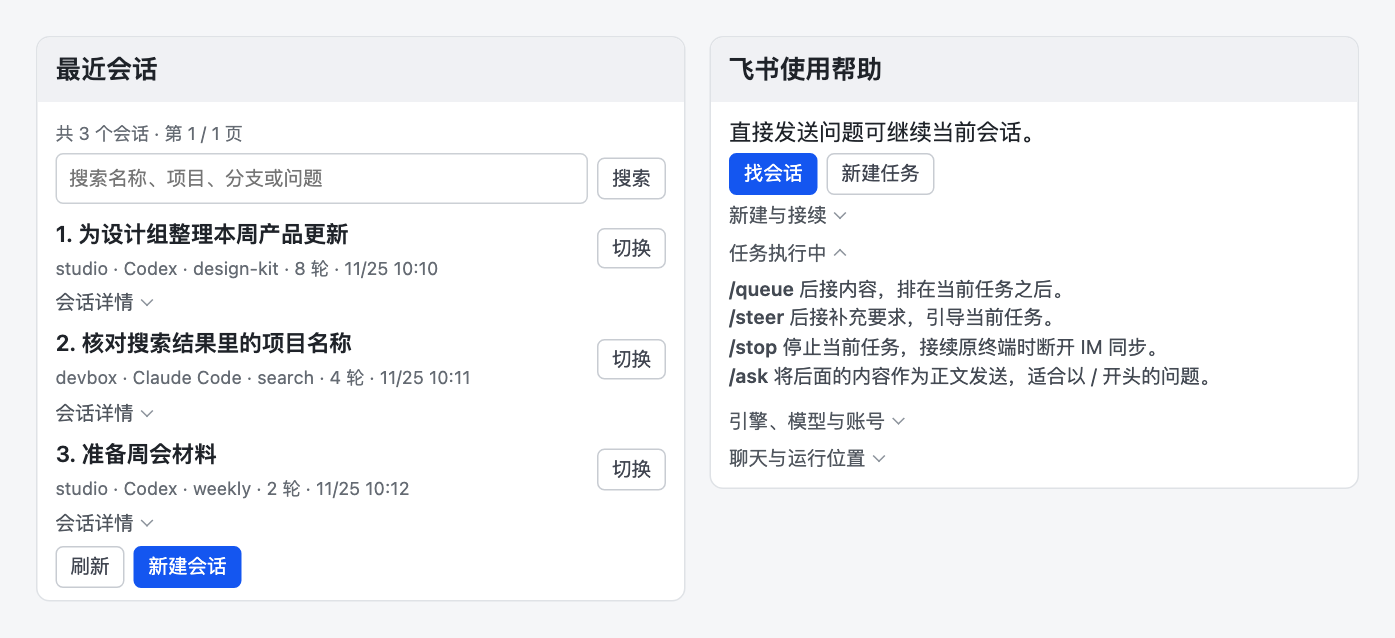 最近会话
共 3 个会话 · 第 1 / 1 页
搜索名称、项目、分支或问题
搜索
1. 为设计组整理本周产品更新
切换
studio · Codex · design-kit · 8 轮 · 11/25 10:10
会话详情
2. 核对搜索结果里的项目名称
切换
devbox · Claude Code · search · 4 轮 · 11/25 10:11
会话详情
3. 准备周会材料
切换
studio · Codex · weekly · 2 轮 · 11/25 10:12
会话详情
刷新
新建会话
飞书使用帮助
直接发送问题可继续当前会话。
找会话
新建任务
新建与接续
任务执行中
/queue 后接内容，排在当前任务之后。
/steer 后接补充要求，引导当前任务。
/stop 停止当前任务，接续原终端时断开 IM 同步。
/ask 将后面的内容作为正文发送，适合以 / 开头的问题。
引擎、模型与账号
聊天与运行位置